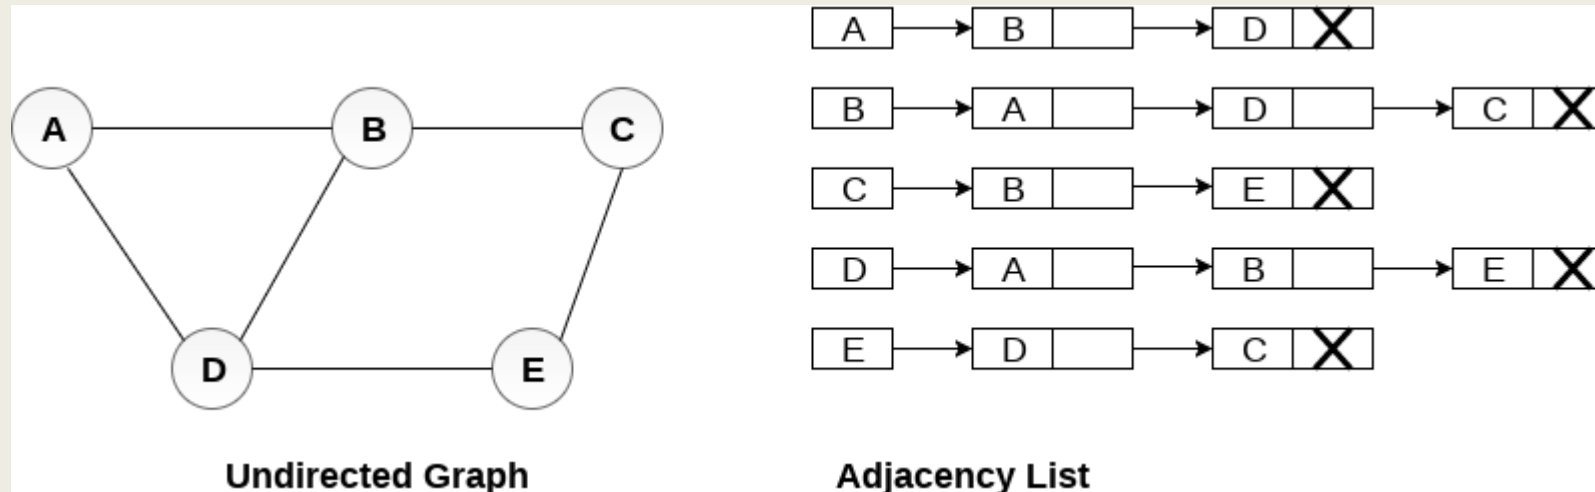 A B C
D E
Undirected Graph
A B D X
B A D C X
C B E X
D A B E X
E D C X
Adjacency List